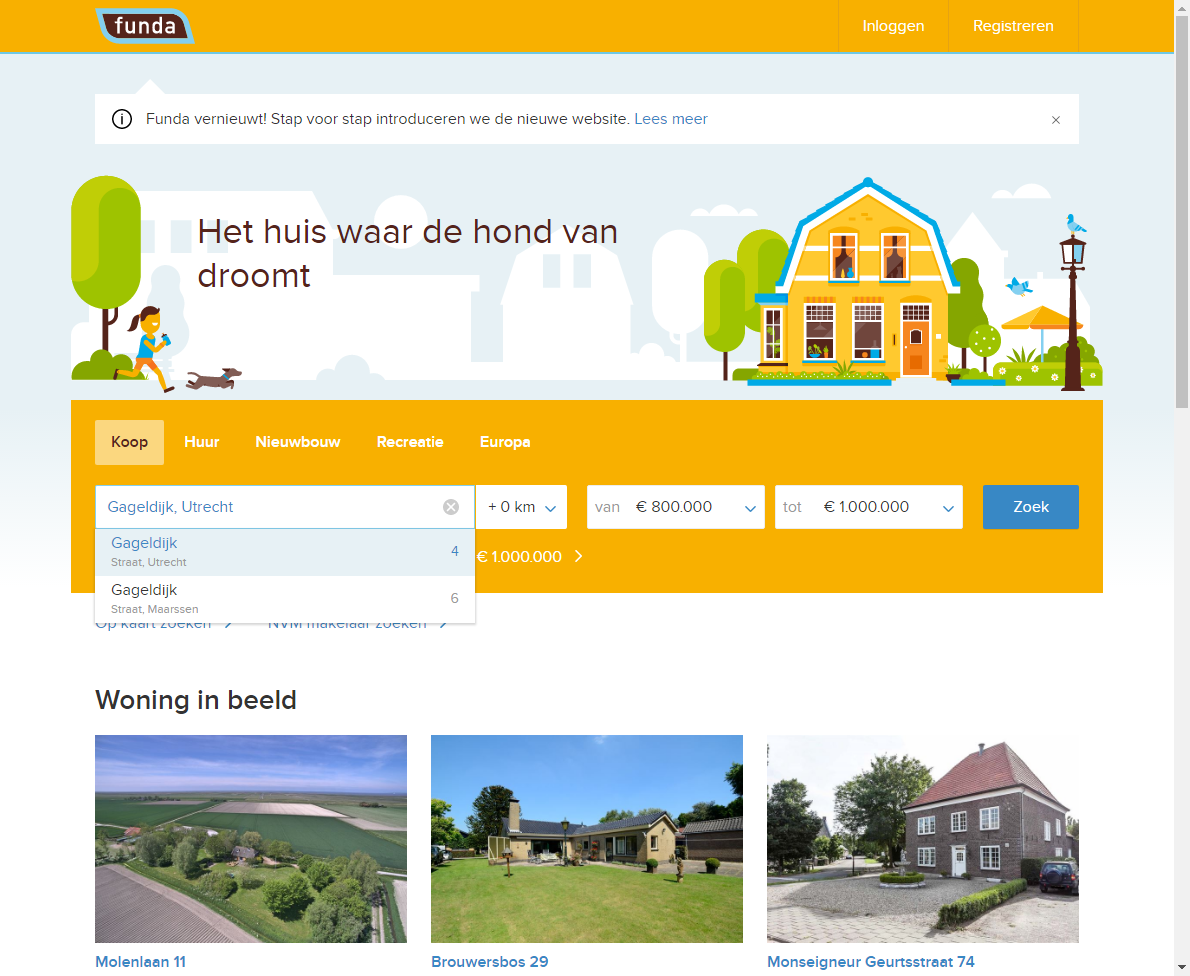 funda
Inloggen
Registreren
Funda vernieuwt! Stap voor stap introduceren we de nieuwe website. Lees meer
Het huis waar de hond van
droomt
Koop
Huur
Nieuwbouw
Recreatie
Europa
Gageldijk, Utrecht
+ 0 km
van € 800.000
tot € 1.000.000
Zoek
Gageldijk
Straat, Utrecht
4
€ 1.000.000
Gageldijk
Straat, Maarssen
6
Op kaart zoeken
NVM makelaar zoeken
Woning in beeld
Molenlaan 11
Brouwersbos 29
Monseigneur Geurtsstraat 74